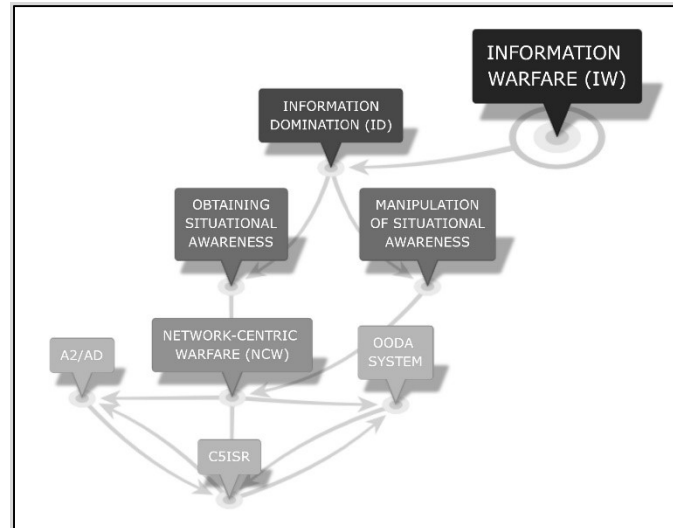 INFORMATION
WARFARE (IW)
INFORMATION
DOMINATION (ID)
OBTAINING
SITUATIONAL
AWARENESS
MANIPULATION
OF SITUATIONAL
AWARENESS
A2/AD
NETWORK-CENTRIC
WARFARE (NCW)
OODA
SYSTEM
C5ISR